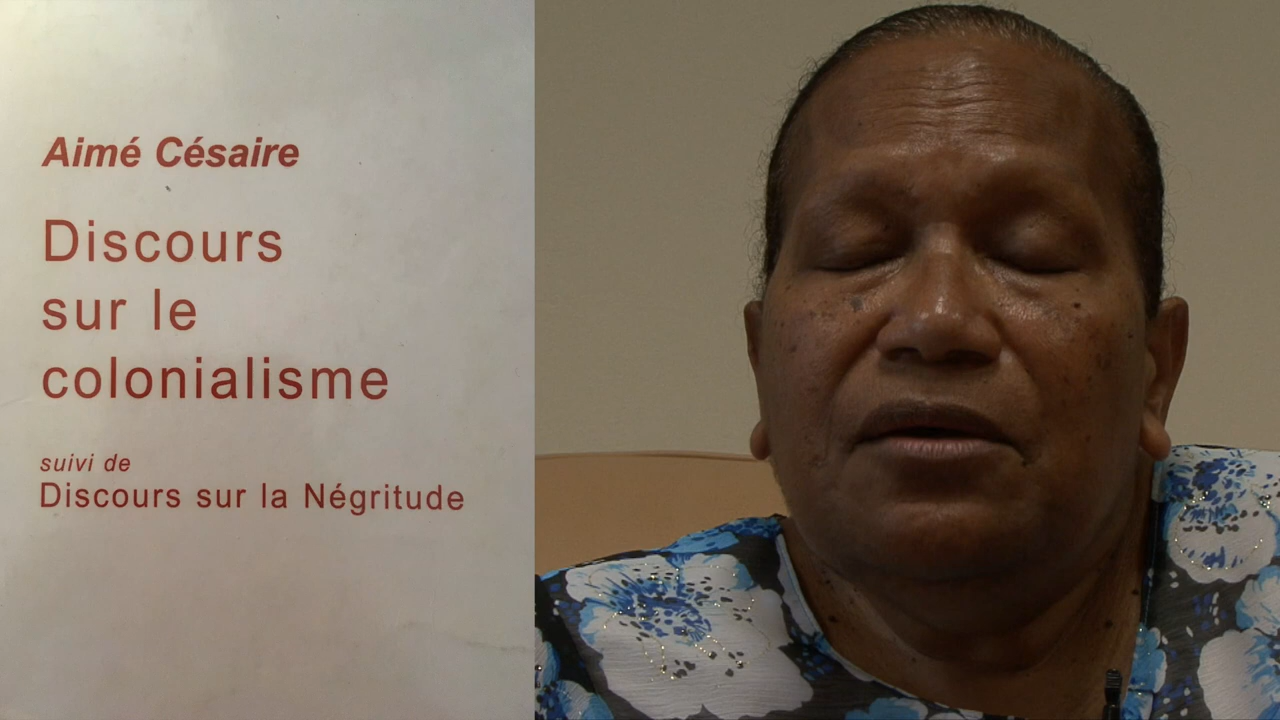 Aimé Césaire
Discours
sur le
colonialisme
suivi de
Discours sur la Négritude